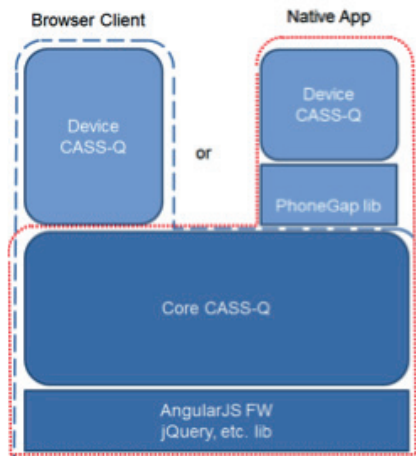 Browser Client
Native App
Device
CASS-Q
or
Device
CASS-Q
PhoneGap lib
Core CASS-Q
AngularJS FW
jQuery, etc. lib